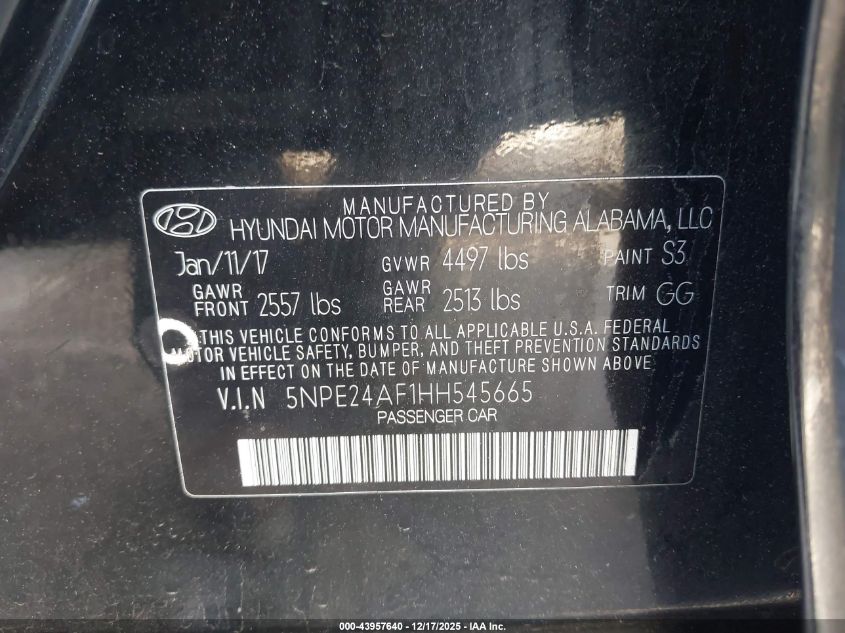 MANUFACTURED BY
HYUNDAI MOTOR MANUFACTURING ALABAMA, LLC
Jan/11/17 GVWR 4497 lbs PAINT S3
GAWR FRONT 2557 lbs GAWR REAR 2513 lbs TRIM GG
THIS VEHICLE CONFORMS TO ALL APPLICABLE U.S.A. FEDERAL
MOTOR VEHICLE SAFETY, BUMPER, AND THEFT PREVENTION STANDARDS
IN EFFECT ON THE DATE OF MANUFACTURE SHOWN ABOVE.
V.I.N 5NPE24AF1HH545665
PASSENGER CAR
000-43957640 - 12/17/2025 - IAA Inc.